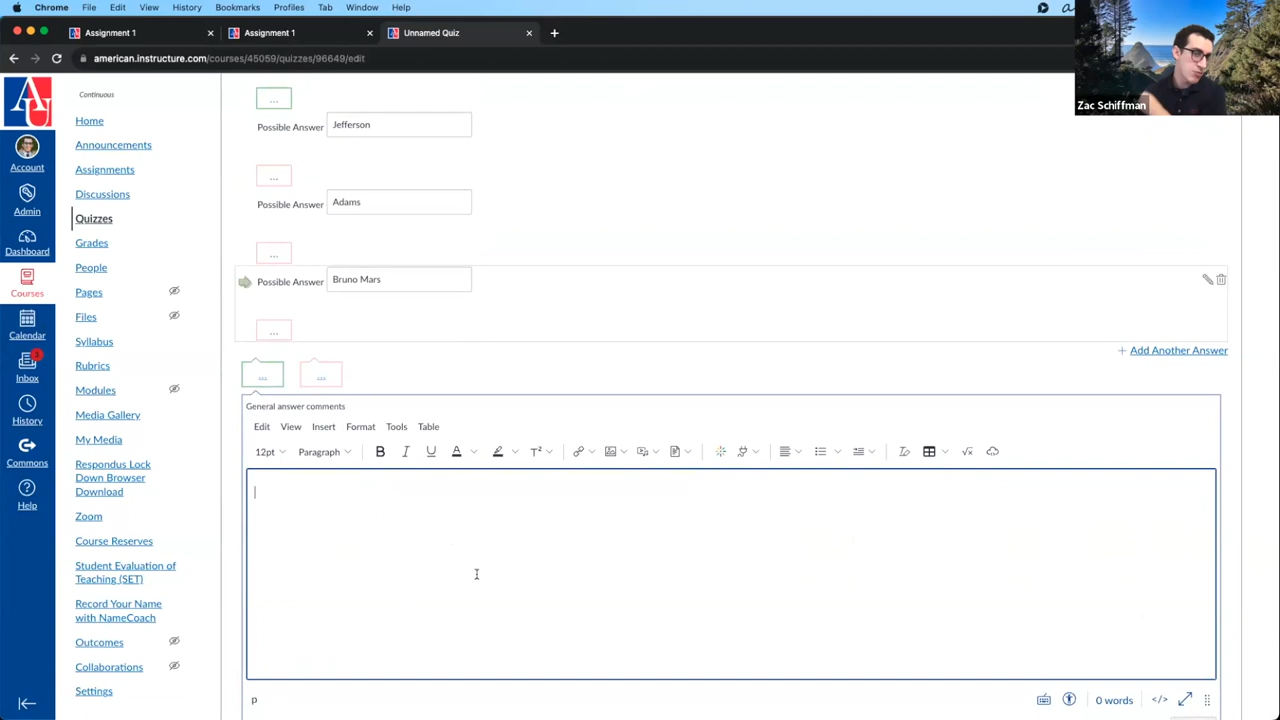 Chrome File Edit View History Bookmarks Profiles Tab Window Help
Assignment 1
Assignment 1
Unnamed Quiz
american.instructure.com/courses/45059/quizzes/96649/edit
Zac Schiffman
AU
Account
Admin
Dashboard
Courses
Calendar
3
Inbox
History
Commons
Help
Continuous
Home
Announcements
Assignments
Discussions
Quizzes
Grades
People
Pages
Files
Syllabus
Rubrics
Modules
Media Gallery
My Media
Respondus Lock
Down Browser
Download
Zoom
Course Reserves
Student Evaluation of
Teaching (SET)
Record Your Name
with NameCoach
Outcomes
Collaborations
Settings
...
Possible Answer Jefferson
...
Possible Answer Adams
...
Possible Answer Bruno Mars
...
+ Add Another Answer
... ...
General answer comments
Edit View Insert Format Tools Table
12pt Paragraph B I U A T²
p
0 words </>